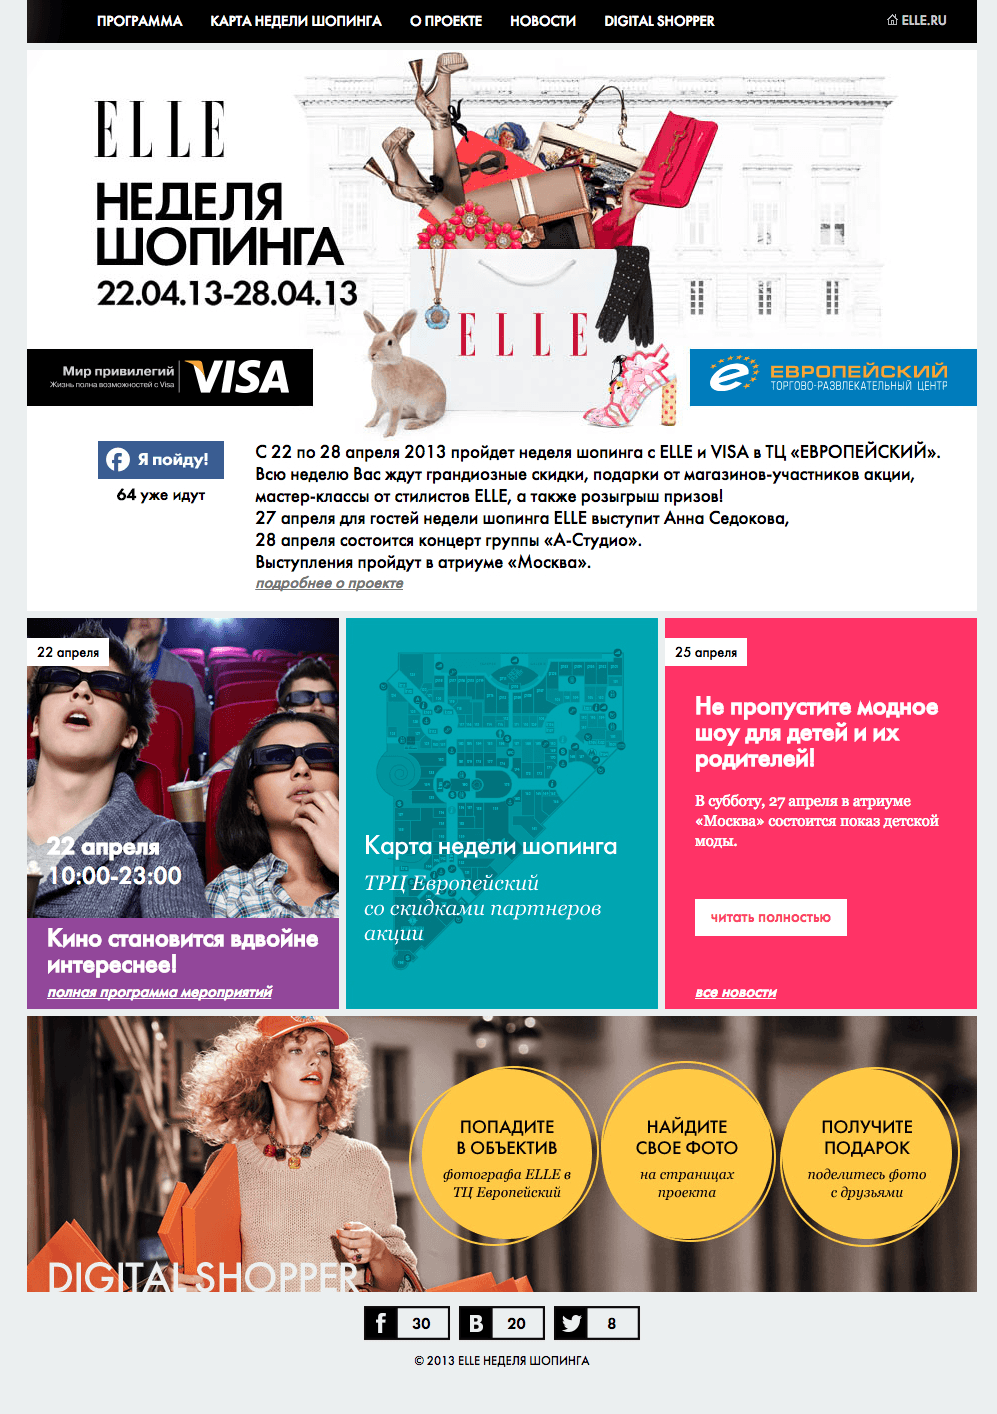 ПРОГРАММА
КАРТА НЕДЕЛИ ШОПИНГА
О ПРОЕКТЕ
НОВОСТИ
DIGITAL SHOPPER
ELLE.RU
ELLE
НЕДЕЛЯ
ШОПИНГА
22.04.13-28.04.13
ELLE
Мир привилегий
Жизнь полна возможностей с Visa
VISA
ЕВРОПЕЙСКИЙ
ТОРГОВО-РАЗВЛЕКАТЕЛЬНЫЙ ЦЕНТР
Я пойду!
64 уже идут
С 22 по 28 апреля 2013 пройдет неделя шопинга с ELLE и VISA в ТЦ «ЕВРОПЕЙСКИЙ».
Всю неделю Вас ждут грандиозные скидки, подарки от магазинов-участников акции,
мастер-классы от стилистов ELLE, а также розыгрыш призов!
27 апреля для гостей недели шопинга ELLE выступит Анна Седокова,
28 апреля состоится концерт группы «А-Студио».
Выступления пройдут в атриуме «Москва».
подробнее о проекте
22 апреля
22 апреля
10:00-23:00
Кино становится вдвойне
интереснее!
полная программа мероприятий
Карта недели шопинга
ТРЦ Европейский
со скидками партнеров
акции
25 апреля
Не пропустите модное
шоу для детей и их
родителей!
В субботу, 27 апреля в атриуме
«Москва» состоится показ детской
моды.
читать полностью
все новости
ПОПАДИТЕ
В ОБЪЕКТИВ
фотографа ELLE в
ТЦ Европейский
НАЙДИТЕ
СВОЕ ФОТО
на страницах
проекта
ПОЛУЧИТЕ
ПОДАРОК
поделитесь фото
с друзьями
DIGITAL SHOPPER
30
В 20
8
© 2013 ELLE НЕДЕЛЯ ШОПИНГА